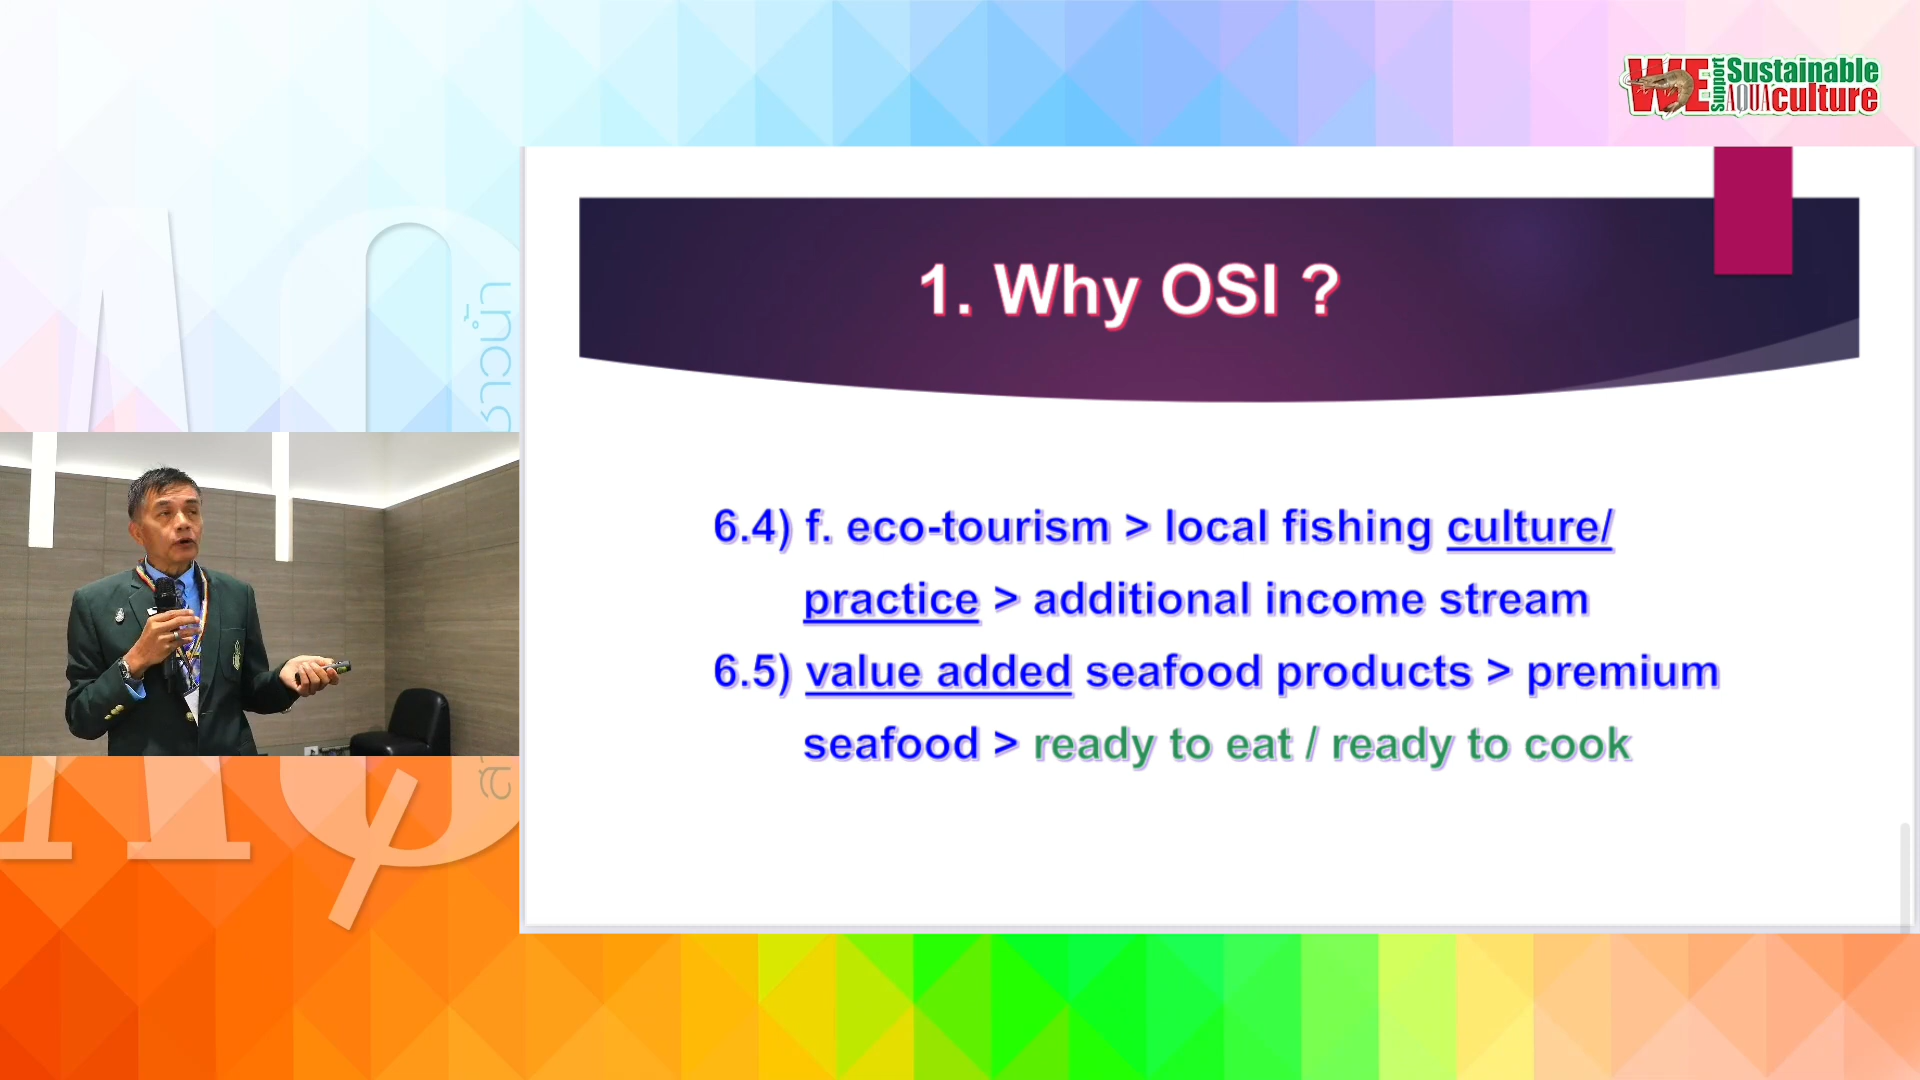 WE Support Sustainable AQUAculture
1. Why OSI ?
6.4) f. eco-tourism > local fishing culture/
practice > additional income stream
6.5) value added seafood products > premium
seafood > ready to eat / ready to cook